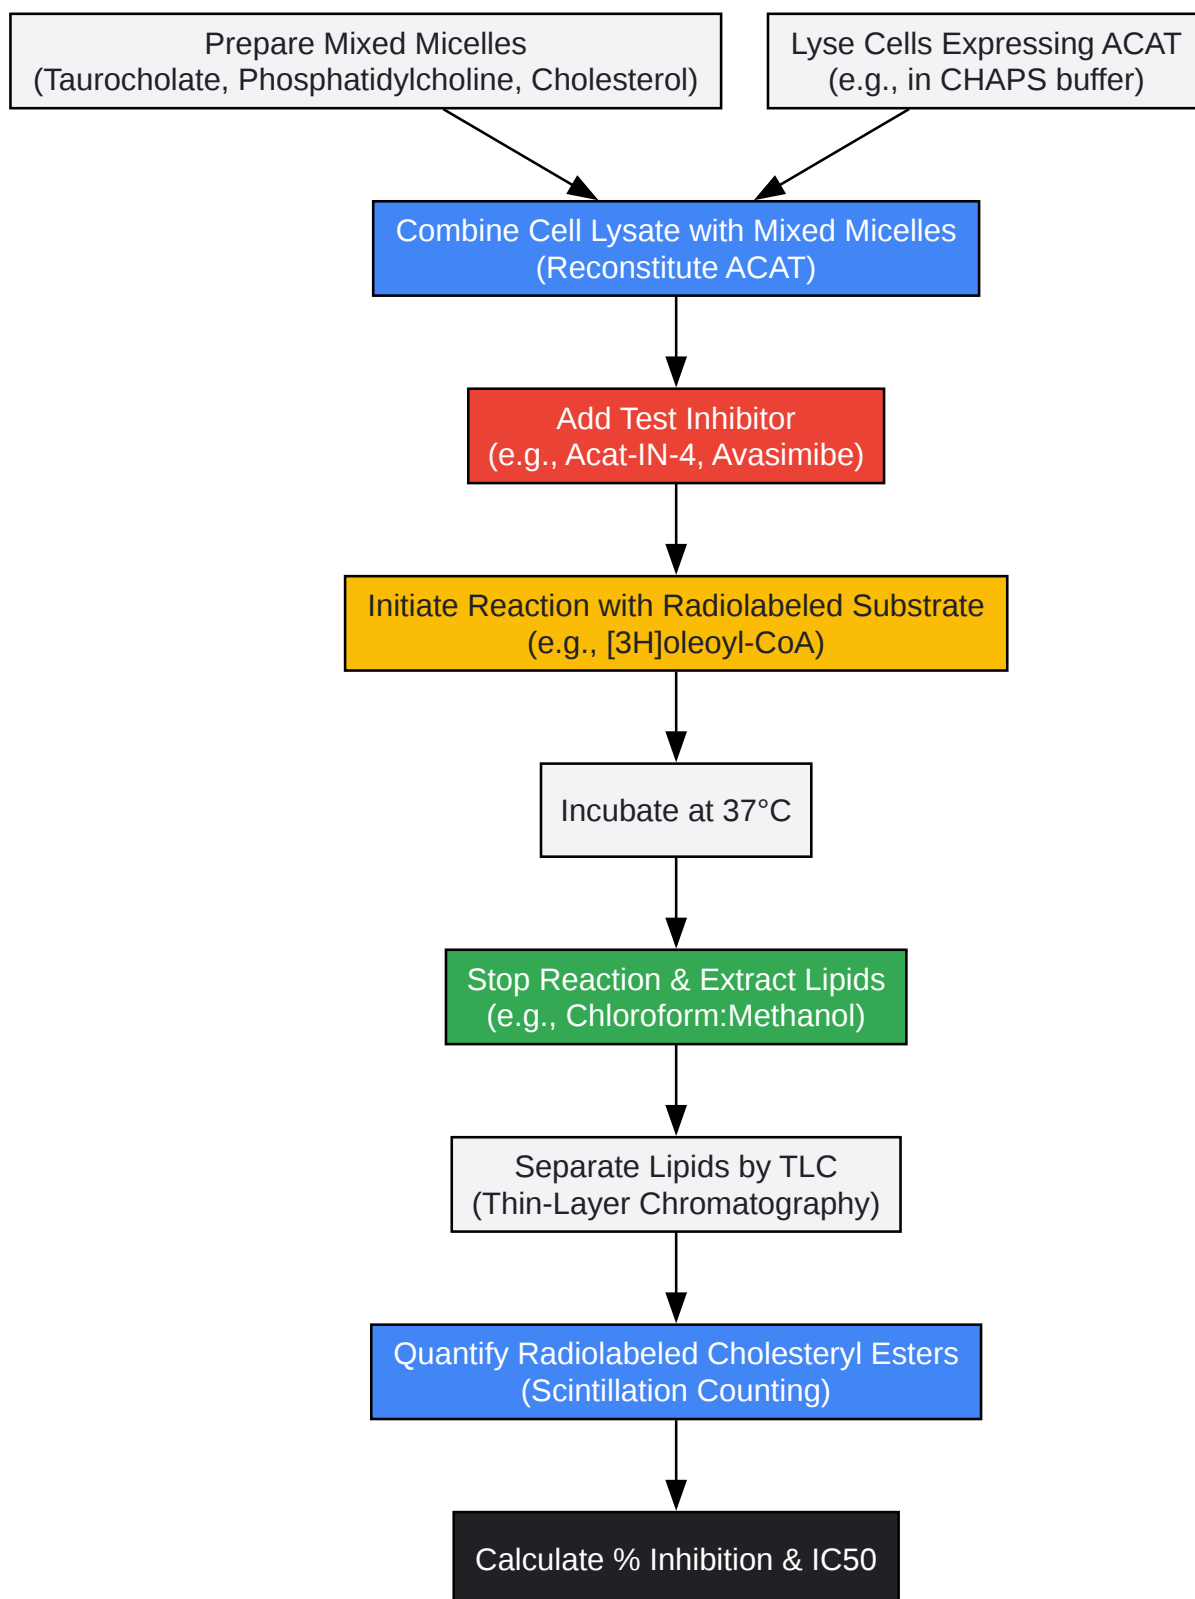 Prepare Mixed Micelles
(Taurocholate, Phosphatidylcholine, Cholesterol)
Lyse Cells Expressing ACAT
(e.g., in CHAPS buffer)
Combine Cell Lysate with Mixed Micelles
(Reconstitute ACAT)
Add Test Inhibitor
(e.g., Acat-IN-4, Avasimibe)
Initiate Reaction with Radiolabeled Substrate
(e.g., [3H]oleoyl-CoA)
Incubate at 37°C
Stop Reaction & Extract Lipids
(e.g., Chloroform:Methanol)
Separate Lipids by TLC
(Thin-Layer Chromatography)
Quantify Radiolabeled Cholesteryl Esters
(Scintillation Counting)
Calculate % Inhibition & IC50